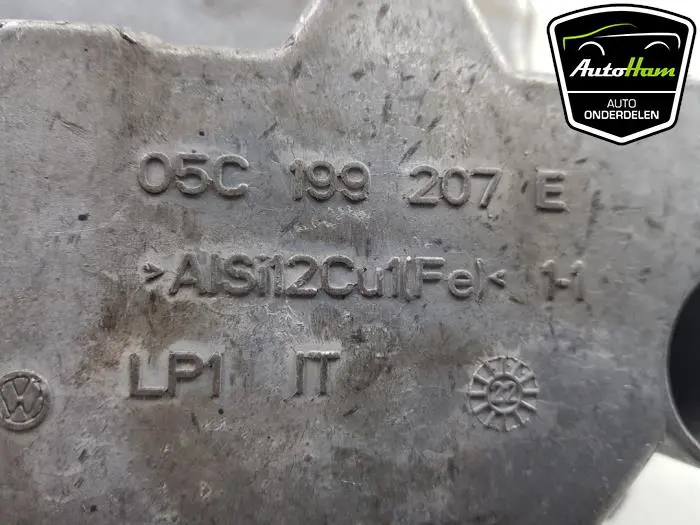 AutoHam
AUTO
ONDERDELEN
05C 199 207 E
>AlSi12Cu1(Fe)< 1-1
LP1 IT
22